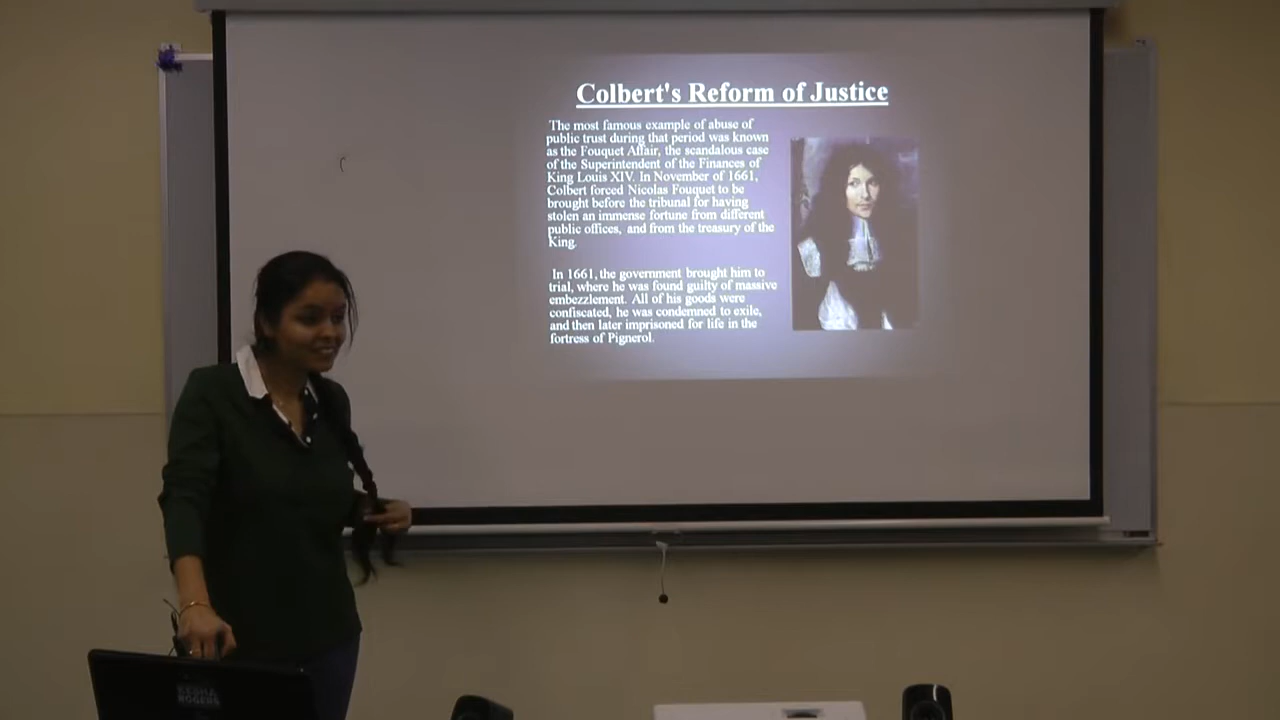 Colbert's Reform of Justice
The most famous example of abuse of
public trust during that period was known
as the Fouquet Affair, the scandalous case
of the Superintendent of the Finances of
King Louis XIV. In November of 1661,
Colbert forced Nicolas Fouquet to be
brought before the tribunal for having
stolen an immense fortune from different
public offices, and from the treasury of the
King.
In 1661, the government brought him to
trial, where he was found guilty of massive
embezzlement. All of his goods were
confiscated, he was condemned to exile,
and then later imprisoned for life in the
fortress of Pignerol.
KESHA
ROGERS